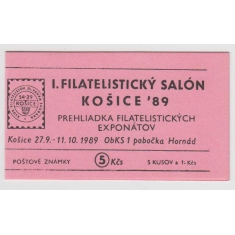 I. FILATELISTICKÝ SALÓN
KOŠICE '89
PREHLIADKA FILATELISTICKÝCH
EXPONÁTOV
Košice 27.9.-11.10.1989 ObKS 1 pobočka Hornád
POŠTOVÉ ZNÁMKY
5 Kčs
5 KUSOV à 1.- Kčs
KOŠICE